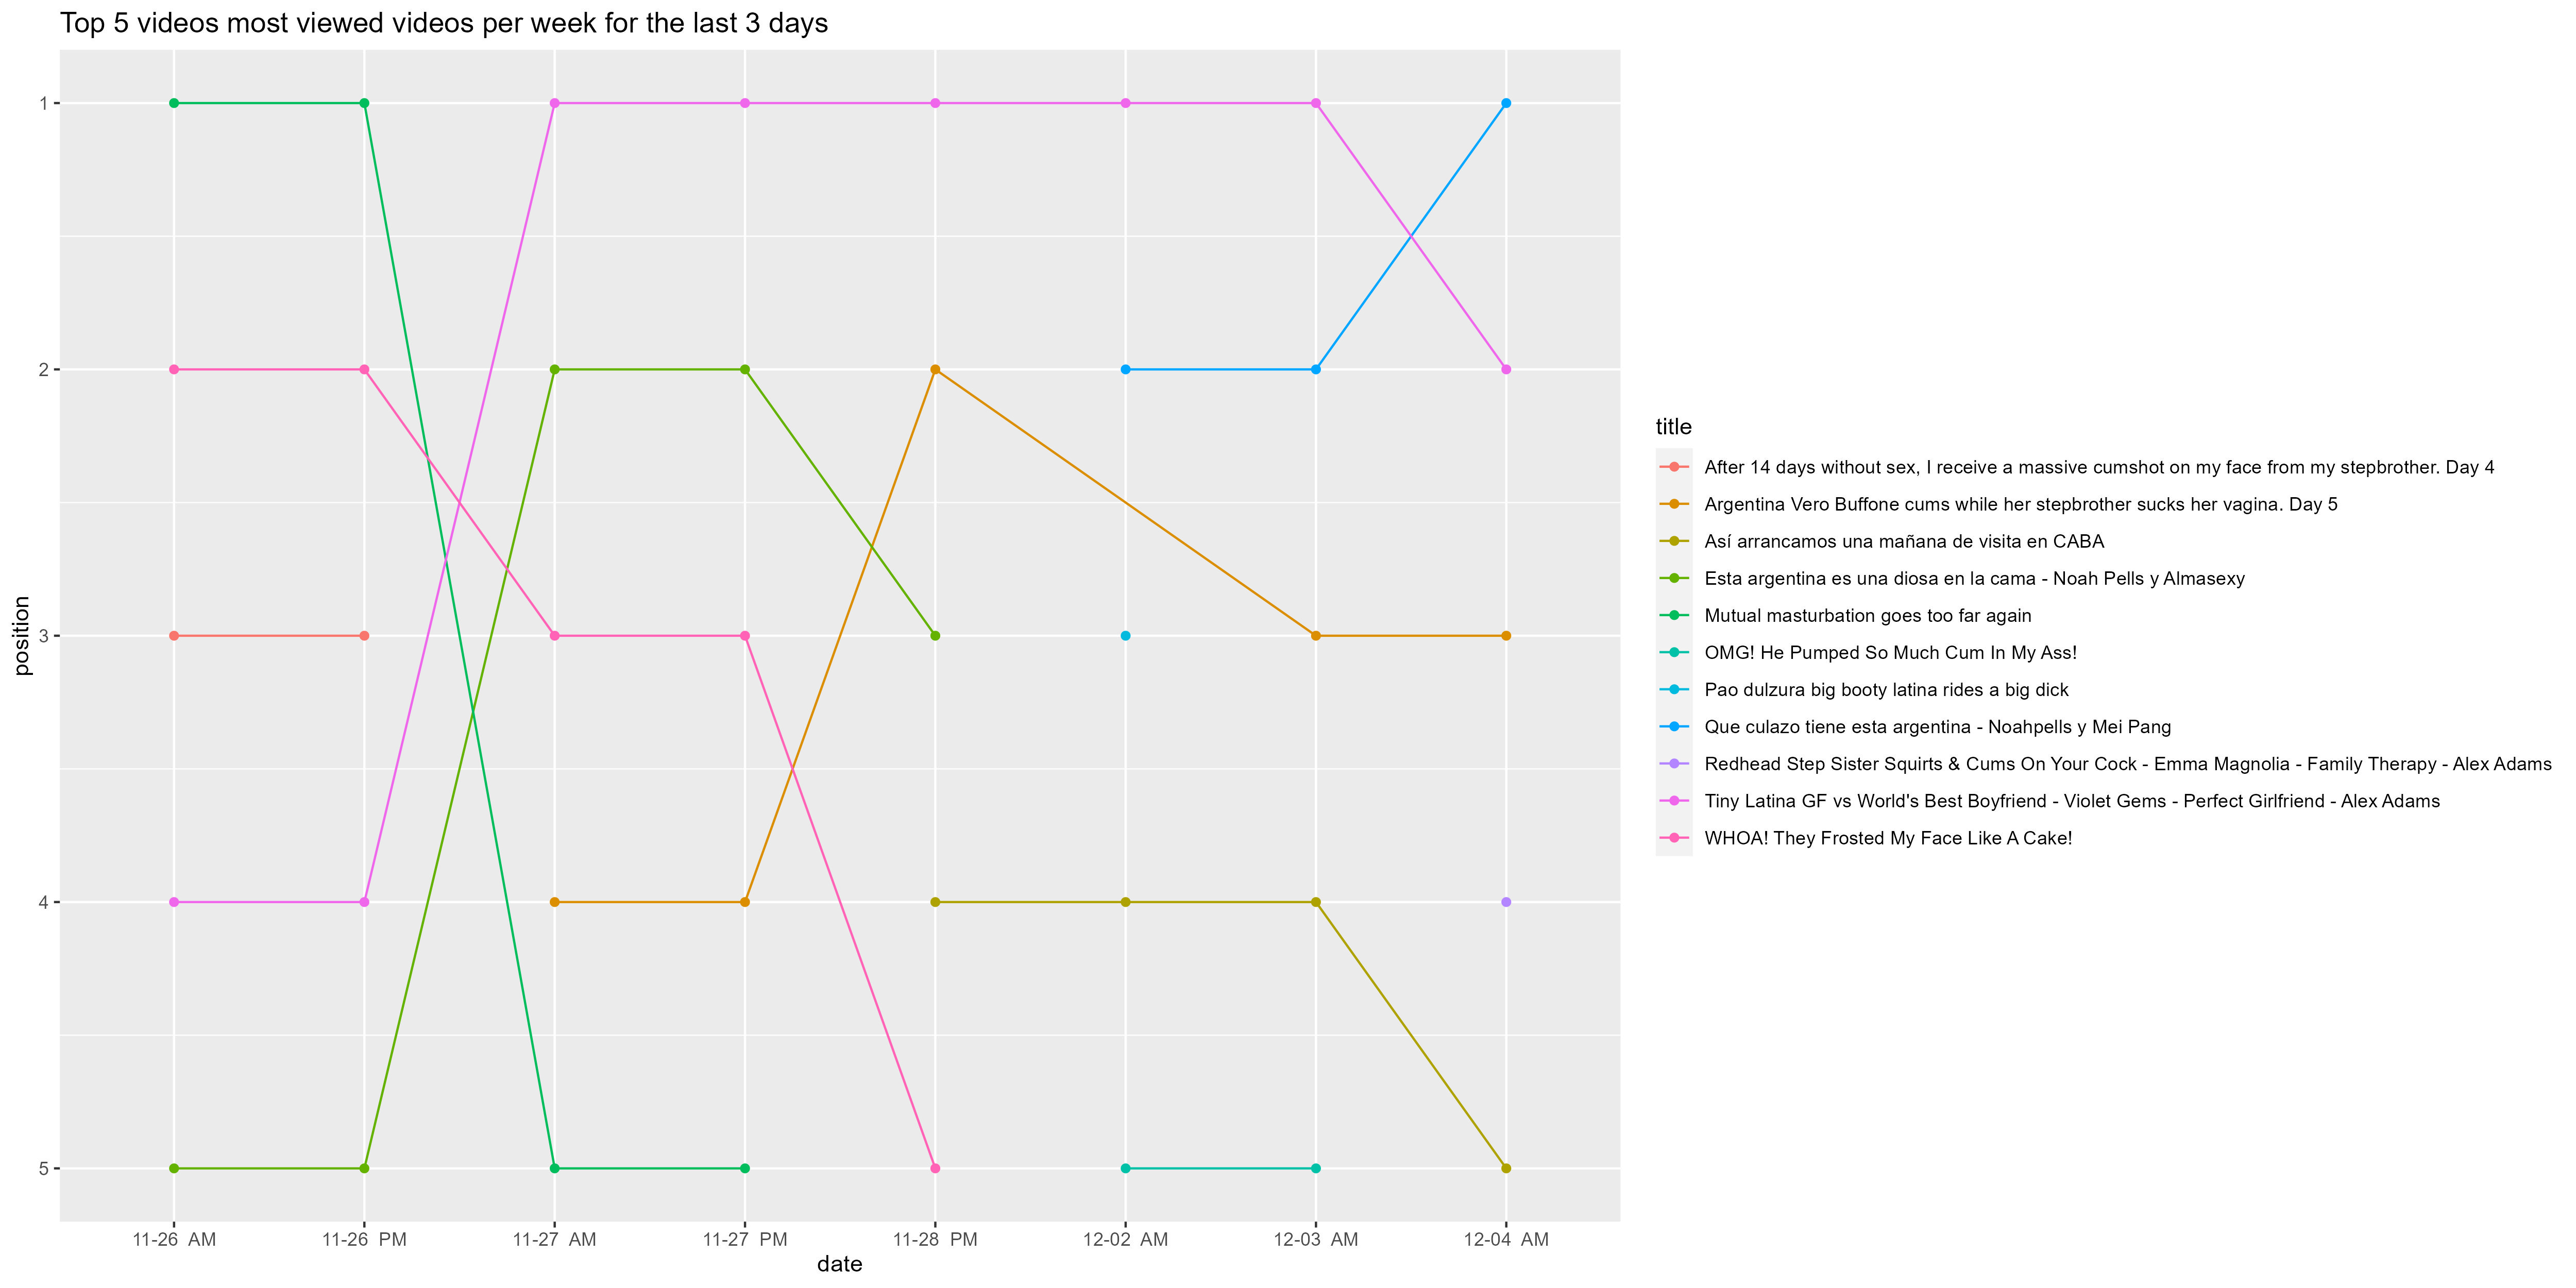 Top 5 videos most viewed videos per week for the last 3 days
position
1
2
3
4
5
11-26 AM
11-26 PM
11-27 AM
11-27 PM
11-28 PM
12-02 AM
12-03 AM
12-04 AM
date
title
After 14 days without sex, I receive a massive cumshot on my face from my stepbrother. Day 4
Argentina Vero Buffone cums while her stepbrother sucks her vagina. Day 5
Así arrancamos una mañana de visita en CABA
Esta argentina es una diosa en la cama - Noah Pells y Almasexy
Mutual masturbation goes too far again
OMG! He Pumped So Much Cum In My Ass!
Pao dulzura big booty latina rides a big dick
Que culazo tiene esta argentina - Noahpells y Mei Pang
Redhead Step Sister Squirts & Cums On Your Cock - Emma Magnolia - Family Therapy - Alex Adams
Tiny Latina GF vs World's Best Boyfriend - Violet Gems - Perfect Girlfriend - Alex Adams
WHOA! They Frosted My Face Like A Cake!